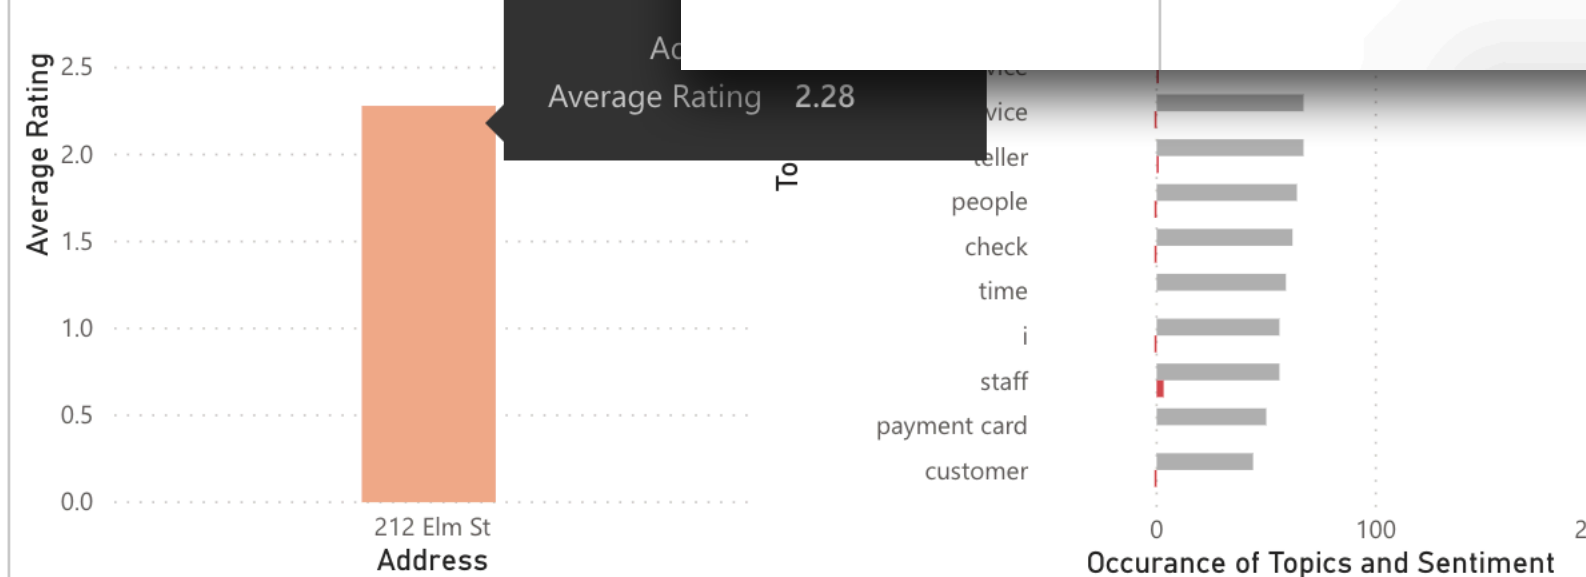 Average Rating
2.5
2.0
1.5
1.0
0.5
0.0
212 Elm St
Address
Average Rating 2.28
teller
people
check
time
i
staff
payment card
customer
0
100
Occurance of Topics and Sentiment